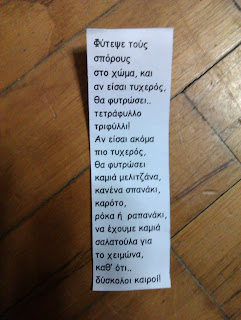 Φύτεψε τούς
σπόρους
στο χώμα, και
αν είσαι τυχερός,
θα φυτρώσει..
τετράφυλλο
τριφύλλι!
Αν είσαι ακόμα
πιο τυχερός,
θα φυτρώσει
καμιά μελιτζάνα,
κανένα σπανάκι,
καρότο,
ρόκα ή ραπανάκι,
να έχουμε καμιά
σαλατούλα για
το χειμώνα,
καθ' ότι..
δύσκολοι καιροί!